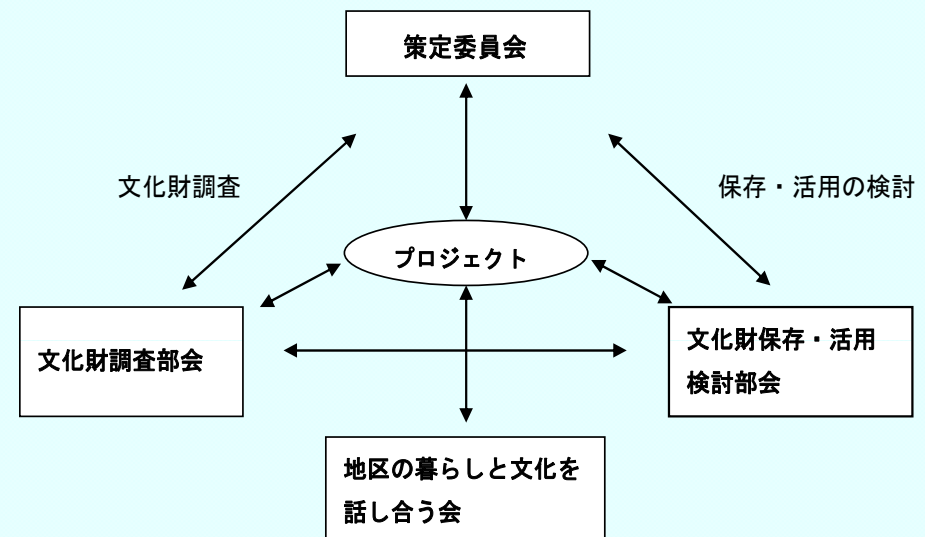 策定委員会
文化財調査
保存・活用の検討
プロジェクト
文化財調査部会
文化財保存・活用
検討部会
地区の暮らしと文化を
話し合う会